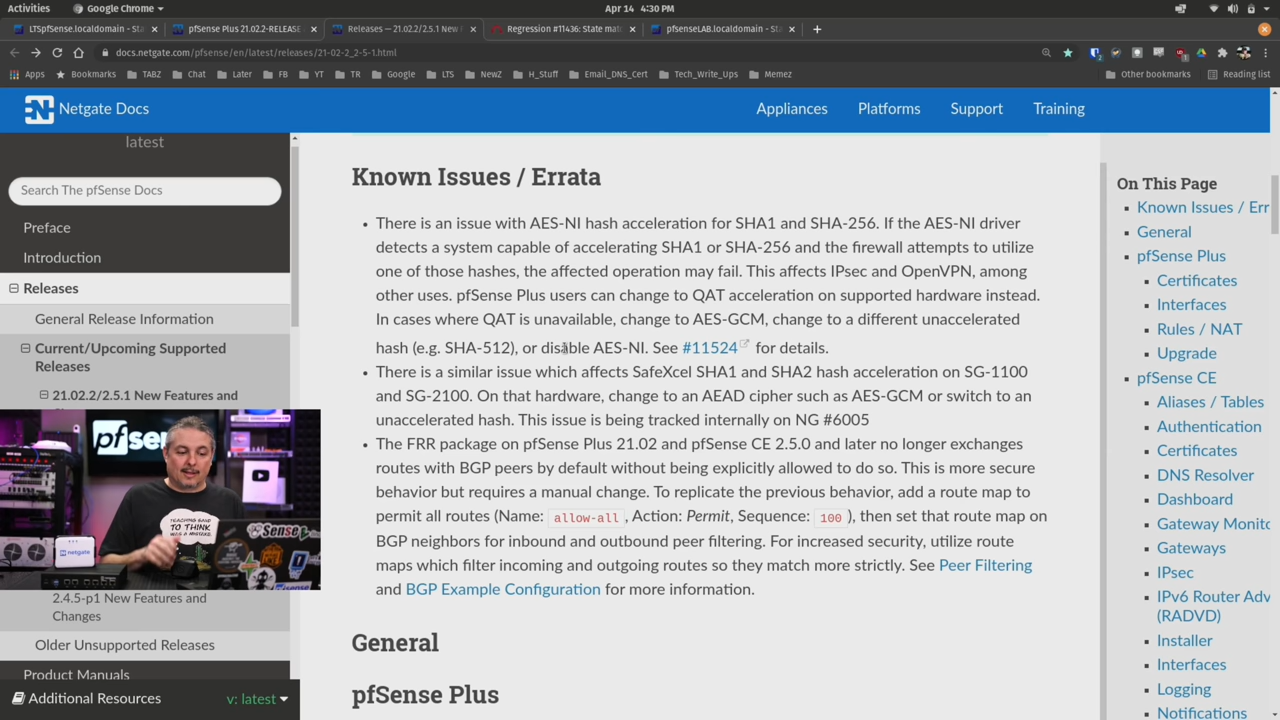 Activities
Google Chrome
Apr 14 4:30 PM
LTSpfsense.localdomain - Sta
pfSense Plus 21.02.2-RELEASE
Releases — 21.02.2/2.5.1 New F
Regression #11436: State mat
pfsenseLAB.localdomain - Sta
docs.netgate.com/pfsense/en/latest/releases/21-02-2_2-5-1.html
Apps
Bookmarks
TABZ
Chat
Later
FB
YT
TR
Google
LTS
NewZ
H_Stuff
Email_DNS_Cert
Tech_Write_Ups
Memez
Other bookmarks
Reading list
Netgate Docs
Appliances
Platforms
Support
Training
latest
Search The pfSense Docs
Preface
Introduction
Releases
General Release Information
Current/Upcoming Supported
Releases
21.02.2/2.5.1 New Features and
2.4.5-p1 New Features and
Changes
Older Unsupported Releases
Product Manuals
Additional Resources
v: latest
Known Issues / Errata
There is an issue with AES-NI hash acceleration for SHA1 and SHA-256. If the AES-NI driver
detects a system capable of accelerating SHA1 or SHA-256 and the firewall attempts to utilize
one of those hashes, the affected operation may fail. This affects IPsec and OpenVPN, among
other uses. pfSense Plus users can change to QAT acceleration on supported hardware instead.
In cases where QAT is unavailable, change to AES-GCM, change to a different unaccelerated
hash (e.g. SHA-512), or disable AES-NI. See #11524 for details.
There is a similar issue which affects SafeXcel SHA1 and SHA2 hash acceleration on SG-1100
and SG-2100. On that hardware, change to an AEAD cipher such as AES-GCM or switch to an
unaccelerated hash. This issue is being tracked internally on NG #6005
The FRR package on pfSense Plus 21.02 and pfSense CE 2.5.0 and later no longer exchanges
routes with BGP peers by default without being explicitly allowed to do so. This is more secure
behavior but requires a manual change. To replicate the previous behavior, add a route map to
permit all routes (Name: allow-all, Action: Permit, Sequence: 100), then set that route map on
BGP neighbors for inbound and outbound peer filtering. For increased security, utilize route
maps which filter incoming and outgoing routes so they match more strictly. See Peer Filtering
and BGP Example Configuration for more information.
General
pfSense Plus
On This Page
Known Issues / Err
General
pfSense Plus
Certificates
Interfaces
Rules / NAT
Upgrade
pfSense CE
Aliases / Tables
Authentication
Certificates
DNS Resolver
Dashboard
Gateway Monito
Gateways
IPsec
IPv6 Router Adv
(RADVD)
Installer
Interfaces
Logging
Notifications
pfsens
TO THINK
netgate
Sense